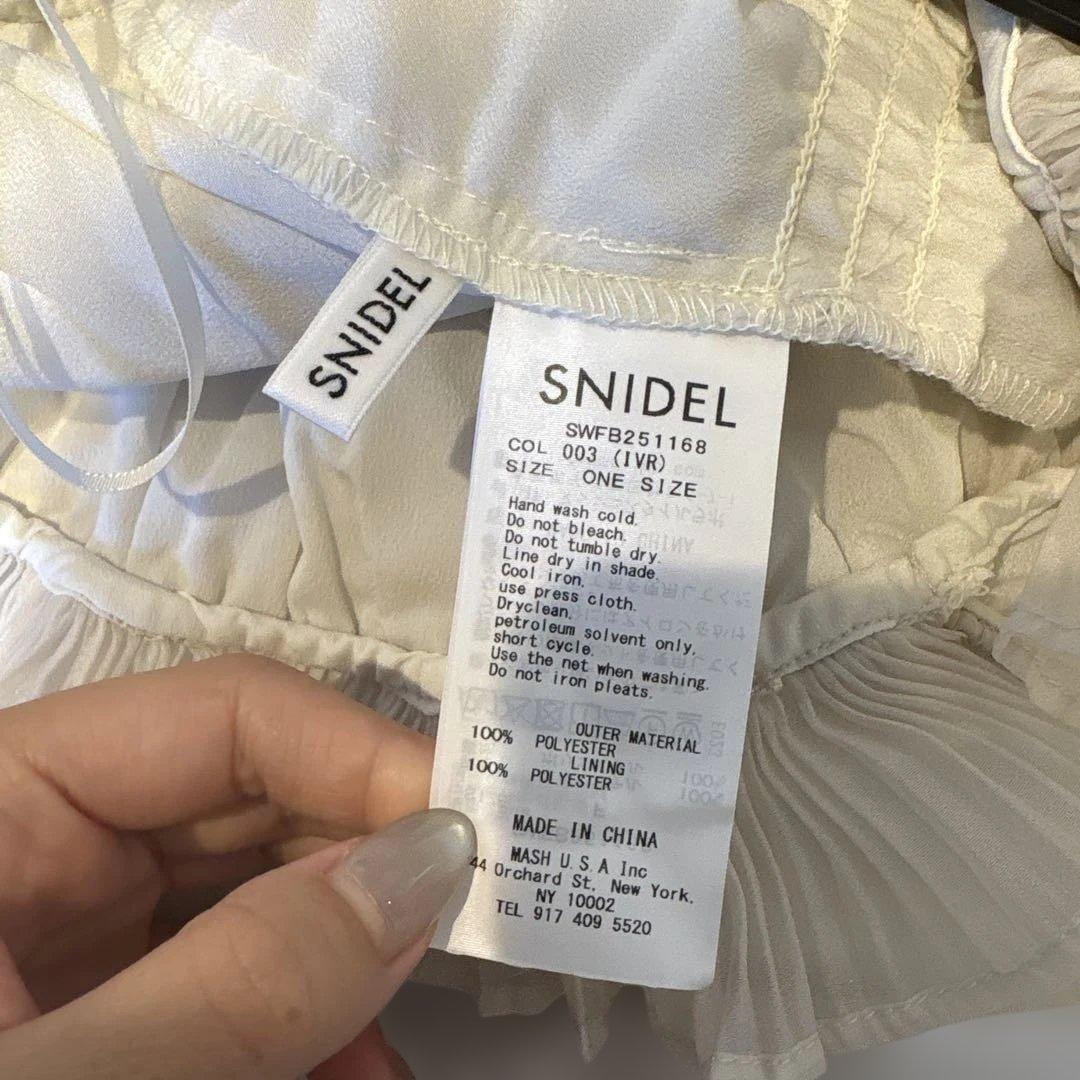 SNIDEL
SNIDEL
SWFB251168
COL 003 (IVR)
SIZE ONE SIZE
Hand wash cold.
Do not bleach.
Do not tumble dry.
Line dry in shade.
Cool iron.
use press cloth.
Dryclean.
petroleum solvent only.
short cycle.
Use the net when washing.
Do not iron pleats.
OUTER MATERIAL
100% POLYESTER
LINING
100% POLYESTER
MADE IN CHINA
MASH U.S.A Inc
44 Orchard St. New York.
NY 10002
TEL 917 409 5520